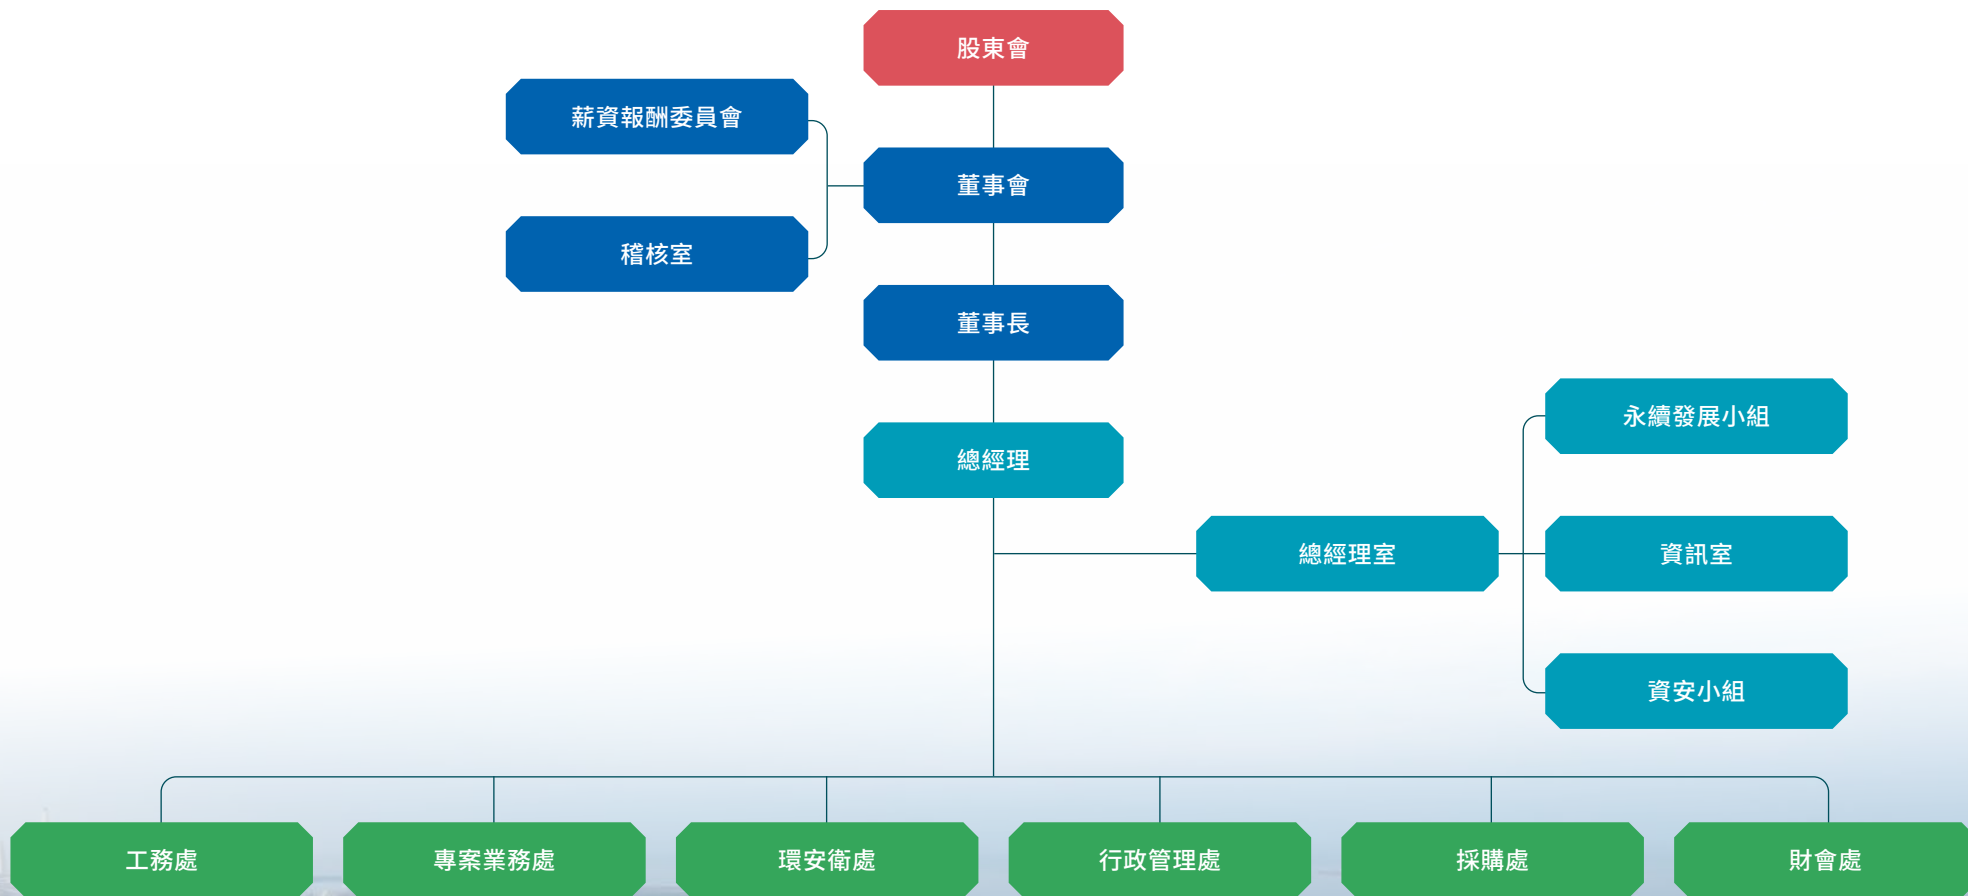 股東會
薪資報酬委員會
董事會
稽核室
董事長
總經理
永續發展小組
總經理室
資訊室
資安小組
工務處
專案業務處
環安衛處
行政管理處
採購處
財會處